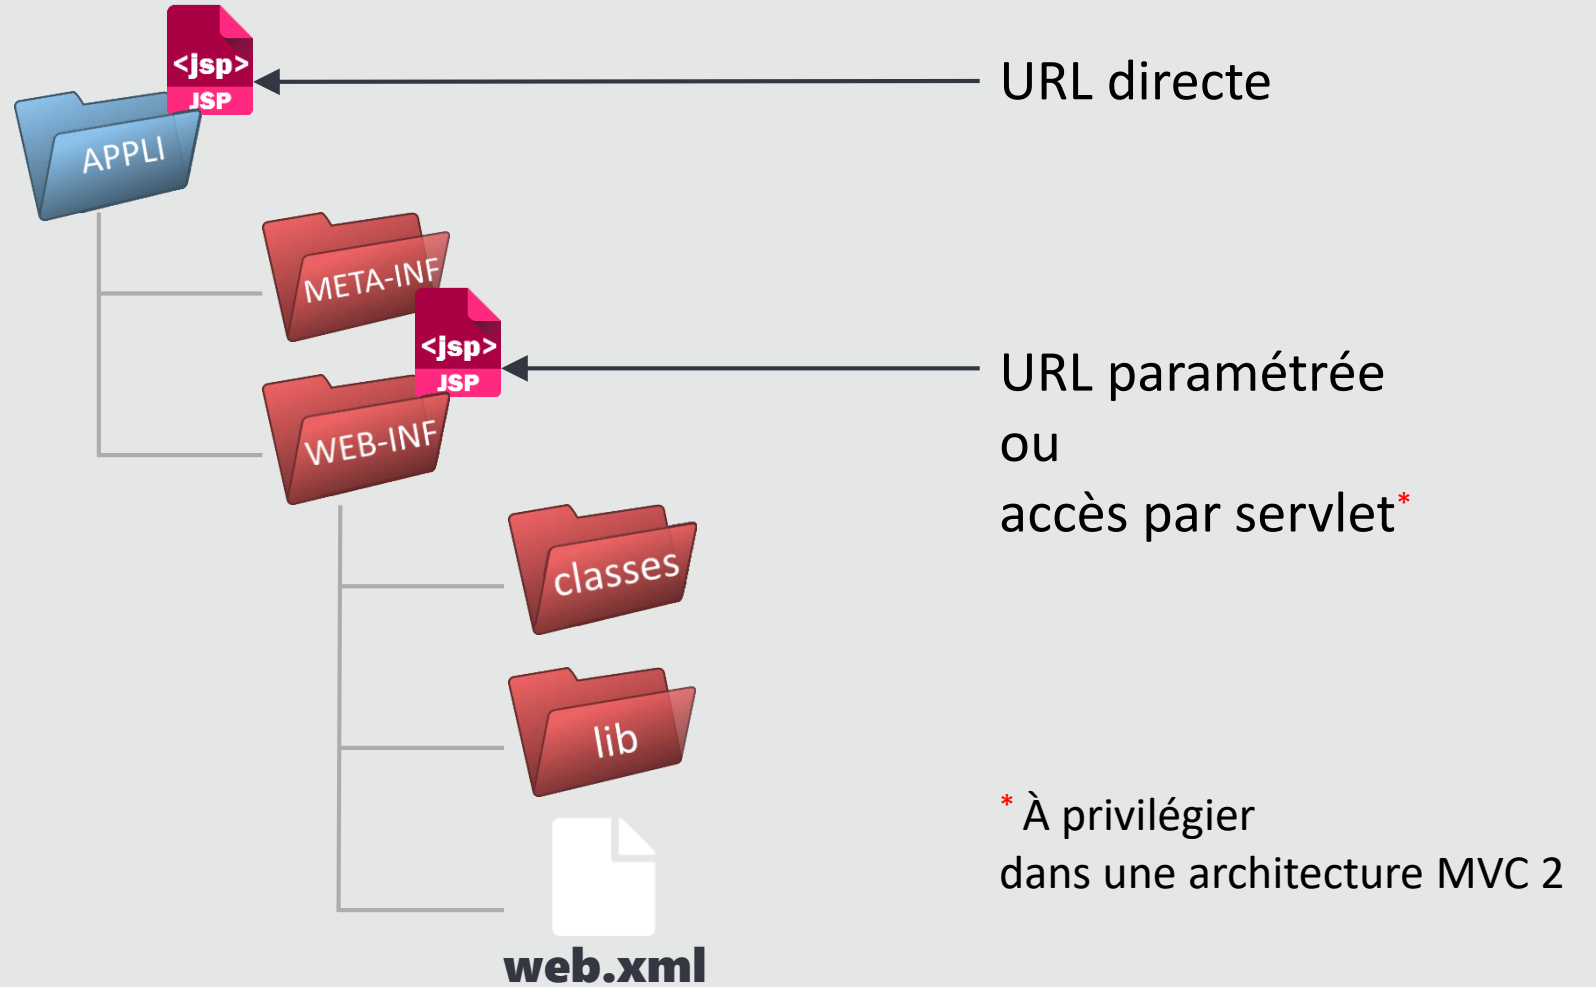 <jsp>
JSP
URL directe
APPLI
META-INF
<jsp>
JSP
URL paramétrée
ou
accès par servlet*
WEB-INF
classes
lib
* À privilégier
dans une architecture MVC 2
web.xml